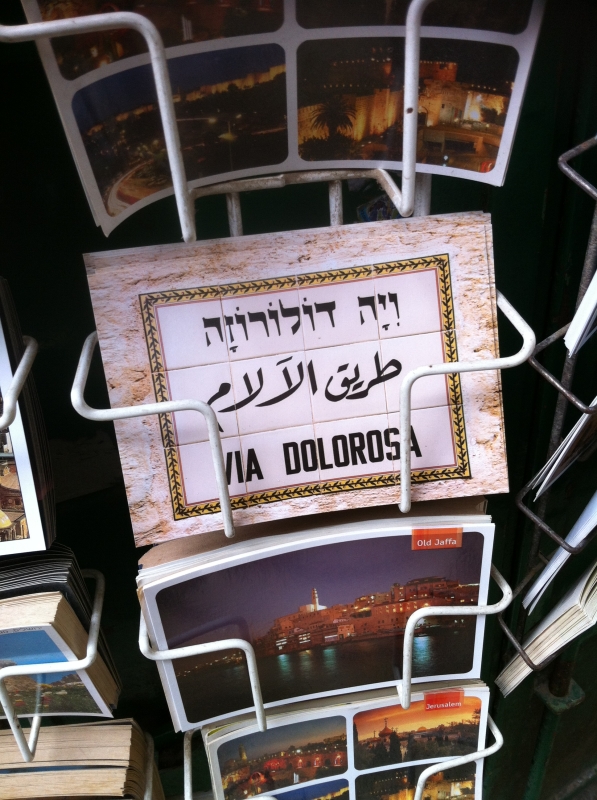 וִיָה דוֹלוֹרוֹזָה
طريق الآلام
VIA DOLOROSA
Old Jaffa
Jerusalem